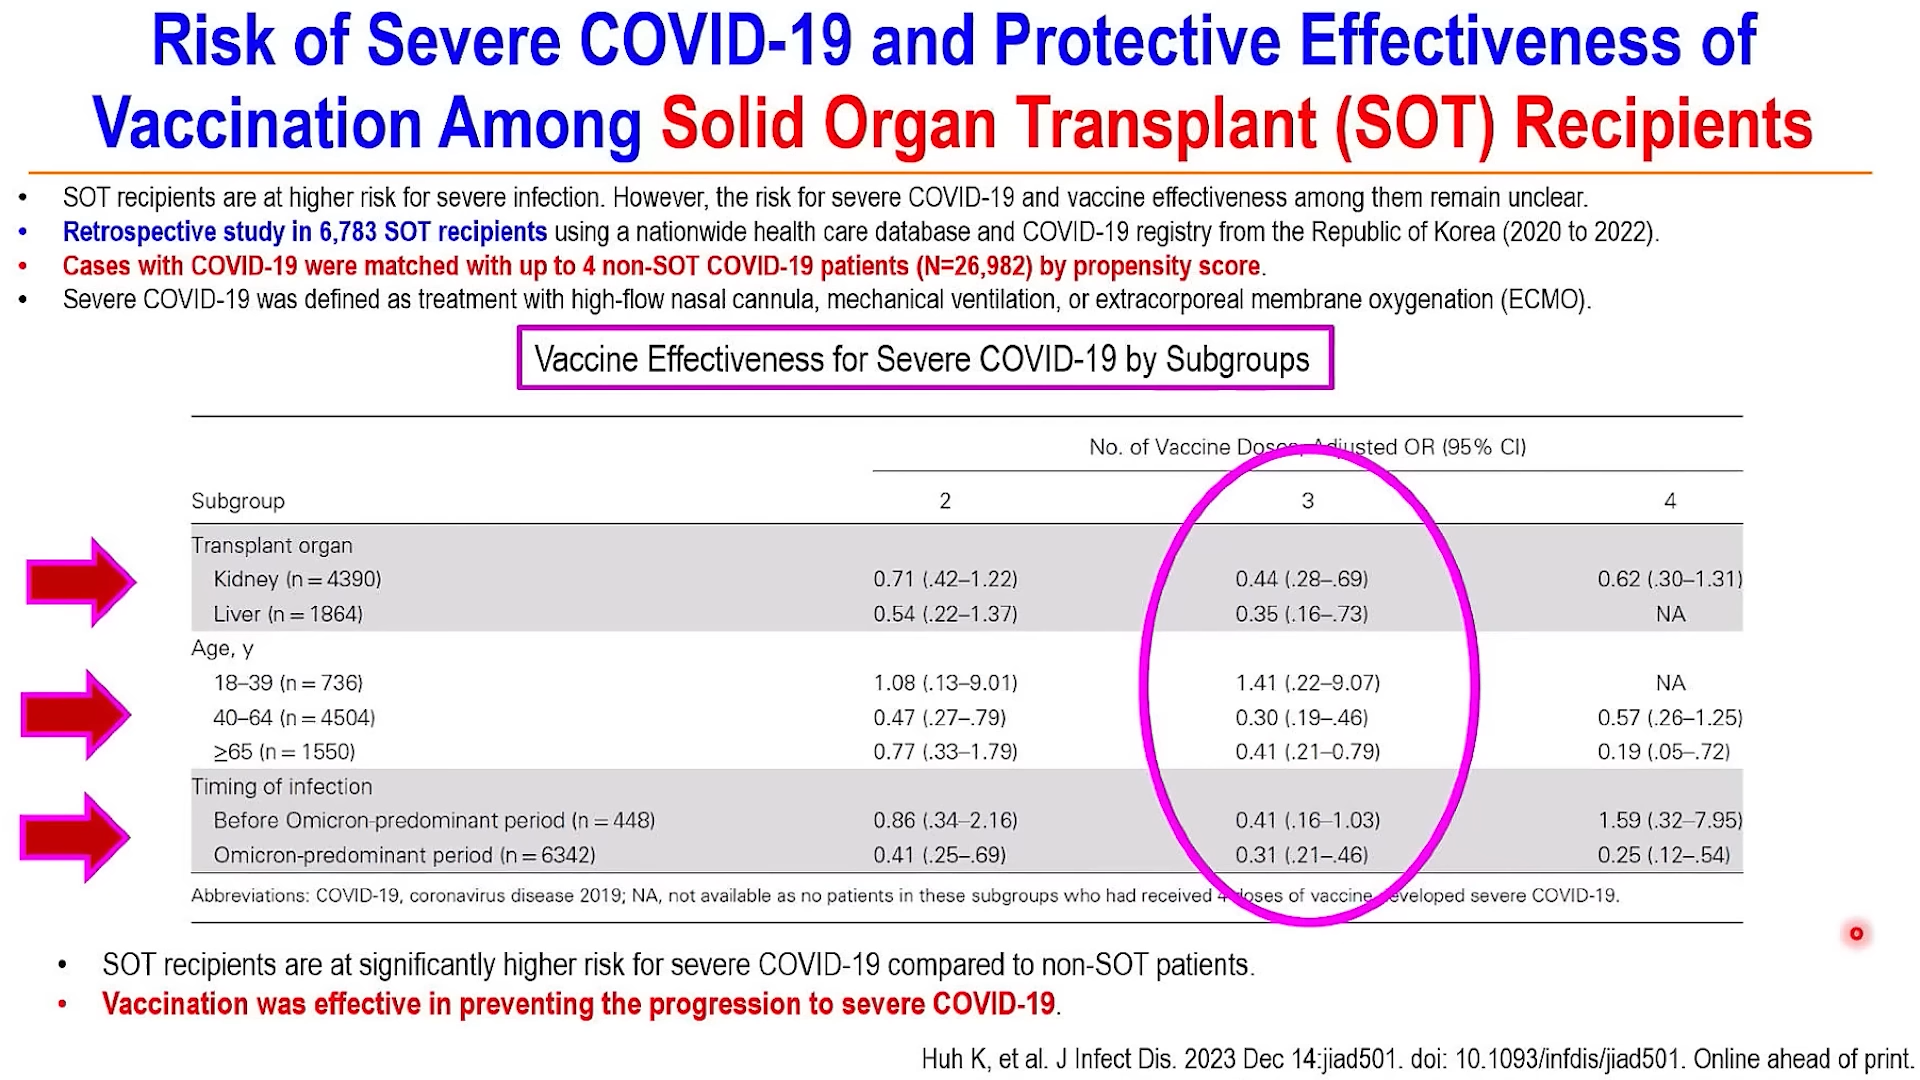 Risk of Severe COVID-19 and Protective Effectiveness of
Vaccination Among Solid Organ Transplant (SOT) Recipients
• SOT recipients are at higher risk for severe infection. However, the risk for severe COVID-19 and vaccine effectiveness among them remain unclear.
• Retrospective study in 6,783 SOT recipients using a nationwide health care database and COVID-19 registry from the Republic of Korea (2020 to 2022).
• Cases with COVID-19 were matched with up to 4 non-SOT COVID-19 patients (N=26,982) by propensity score.
• Severe COVID-19 was defined as treatment with high-flow nasal cannula, mechanical ventilation, or extracorporeal membrane oxygenation (ECMO).
Vaccine Effectiveness for Severe COVID-19 by Subgroups
No. of Vaccine Doses, Adjusted OR (95% CI)
Subgroup 2 3 4
Transplant organ
Kidney (n = 4390) 0.71 (.42–1.22) 0.44 (.28–.69) 0.62 (.30–1.31)
Liver (n = 1864) 0.54 (.22–1.37) 0.35 (.16–.73) NA
Age, y
18–39 (n = 736) 1.08 (.13–9.01) 1.41 (.22–9.07) NA
40–64 (n = 4504) 0.47 (.27–.79) 0.30 (.19–.46) 0.57 (.26–1.25)
≥65 (n = 1550) 0.77 (.33–1.79) 0.41 (.21–0.79) 0.19 (.05–.72)
Timing of infection
Before Omicron-predominant period (n = 448) 0.86 (.34–2.16) 0.41 (.16–1.03) 1.59 (.32–7.95)
Omicron-predominant period (n = 6342) 0.41 (.25–.69) 0.31 (.21–.46) 0.25 (.12–.54)
Abbreviations: COVID-19, coronavirus disease 2019; NA, not available as no patients in these subgroups who had received 4 doses of vaccine developed severe COVID-19.
• SOT recipients are at significantly higher risk for severe COVID-19 compared to non-SOT patients.
• Vaccination was effective in preventing the progression to severe COVID-19.
Huh K, et al. J Infect Dis. 2023 Dec 14:jiad501. doi: 10.1093/infdis/jiad501. Online ahead of print.